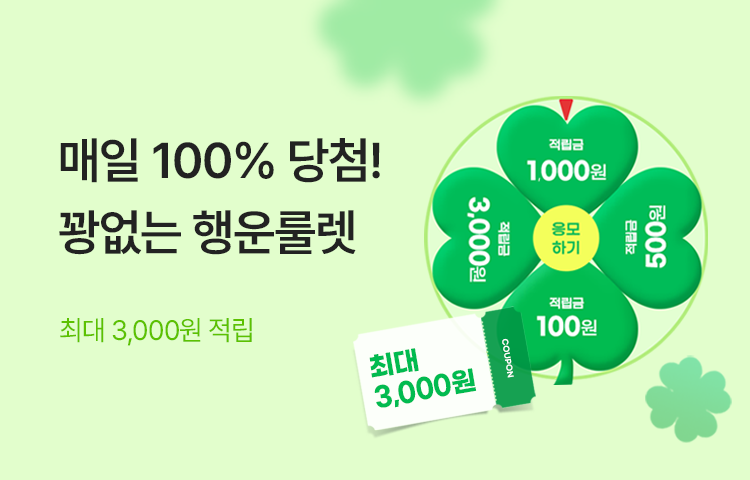 매일 100% 당첨!
꽝없는 행운룰렛
최대 3,000원 적립
적립금
1,000원
적립금
3,000원
적립금
500원
응모
하기
적립금
100원
최대
3,000원
COUPON